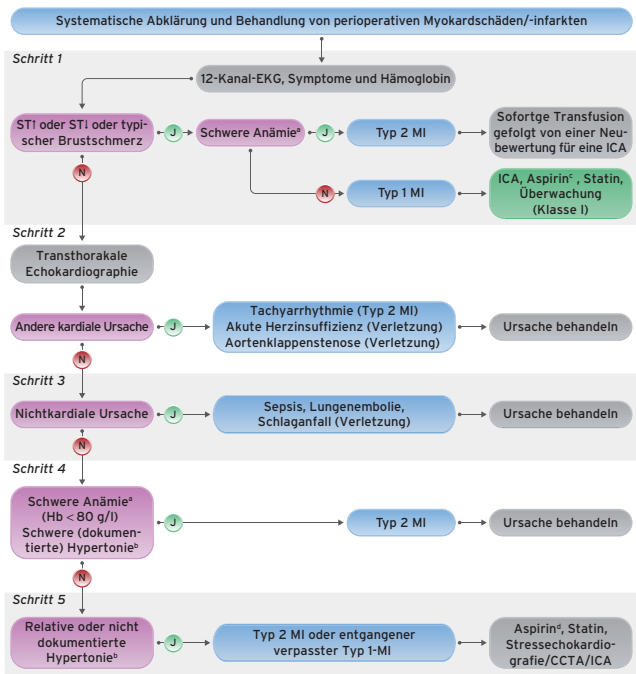 Systematische Abklärung und Behandlung von perioperativen Myokardschäden/-infarkten
Schritt 1
12-Kanal-EKG, Symptome und Hämoglobin
ST↑ oder ST↓ oder typi-
scher Brustschmerz
J
Schwere Anämieᵃ
J
Typ 2 MI
Sofortge Transfusion
gefolgt von einer Neu-
bewertung für eine ICA
N
N
Typ 1 MI
ICA, Aspirinᶜ , Statin,
Überwachung
(Klasse I)
Schritt 2
Transthorakale
Echokardiographie
Andere kardiale Ursache
J
Tachyarrhythmie (Typ 2 MI)
Akute Herzinsuffizienz (Verletzung)
Aortenklappenstenose (Verletzung)
Ursache behandeln
N
Schritt 3
Nichtkardiale Ursache
J
Sepsis, Lungenembolie,
Schlaganfall (Verletzung)
Ursache behandeln
N
Schritt 4
Schwere Anämieᵃ
(Hb < 80 g/l)
Schwere (dokumen-
tierte) Hypertonieᵇ
J
Typ 2 MI
Ursache behandeln
N
Schritt 5
Relative oder nicht
dokumentierte
Hypertonieᵇ
J
Typ 2 MI oder entgangener
verpasster Typ 1-MI
Aspirinᵈ, Statin,
Stressechokardio-
grafie/CCTA/ICA